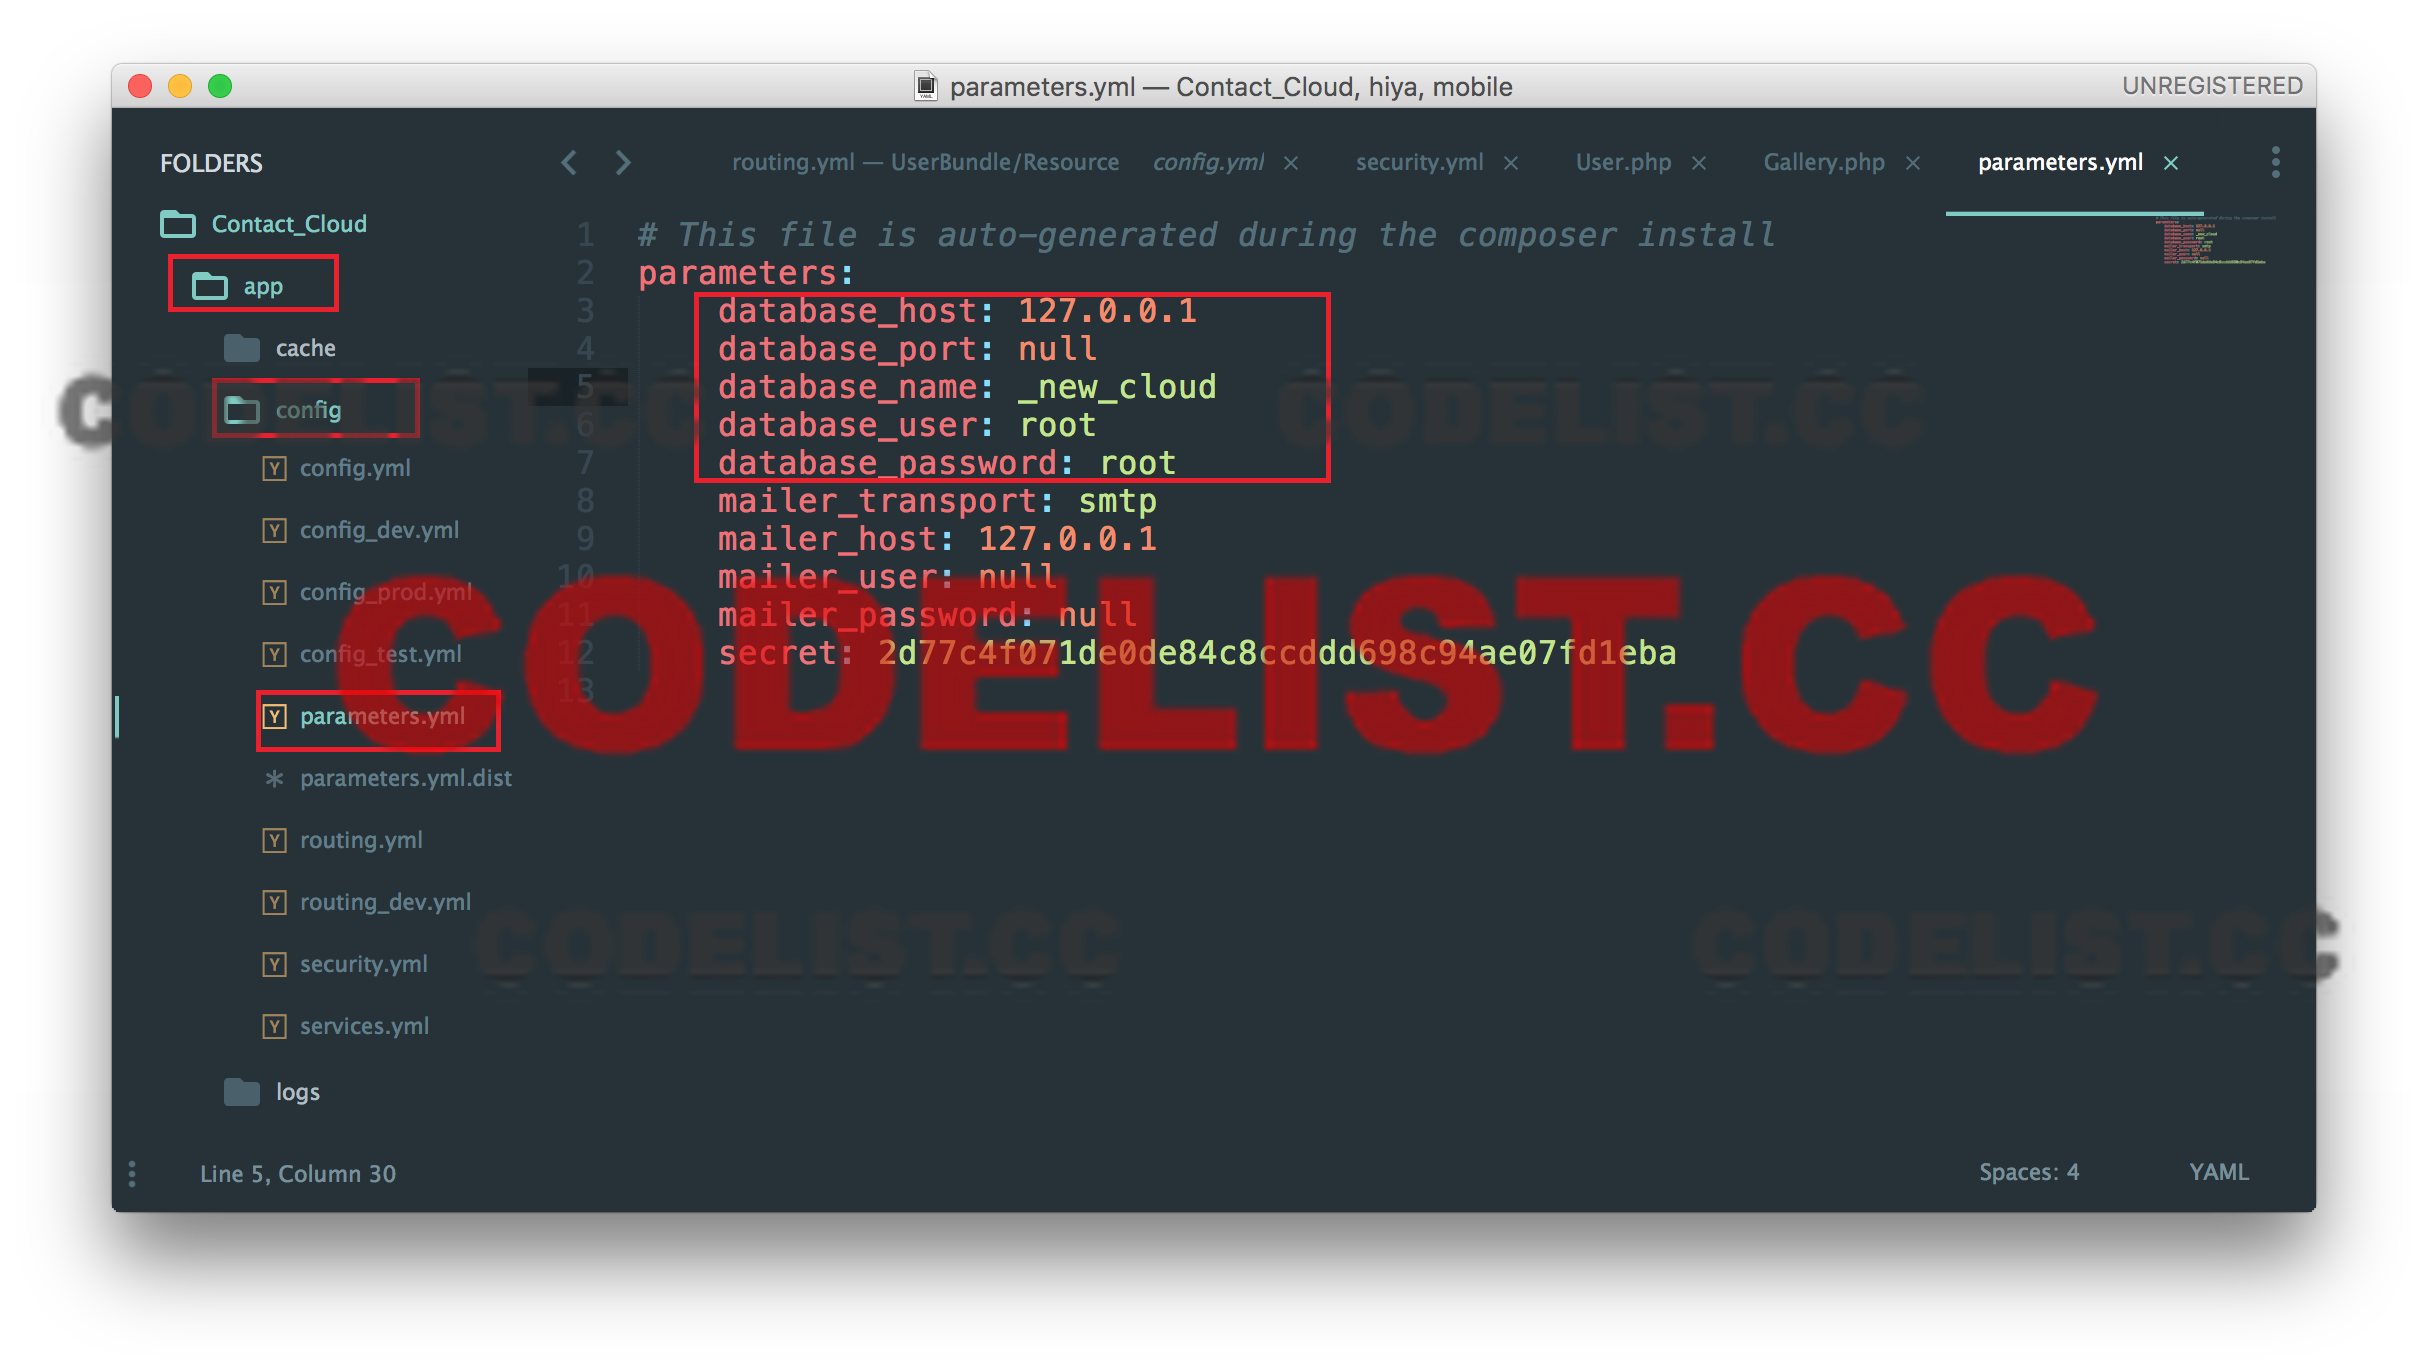 parameters.yml — Contact_Cloud, hiya, mobile
UNREGISTERED
FOLDERS
routing.yml — UserBundle/Resource
config.yml ×
security.yml ×
User.php ×
Gallery.php ×
parameters.yml ×
Contact_Cloud
app
cache
config
config.yml
config_dev.yml
config_prod.yml
config_test.yml
parameters.yml
parameters.yml.dist
routing.yml
routing_dev.yml
security.yml
services.yml
logs
1 # This file is auto-generated during the composer install
2 parameters:
3 database_host: 127.0.0.1
4 database_port: null
5 database_name: _new_cloud
6 database_user: root
7 database_password: root
8 mailer_transport: smtp
9 mailer_host: 127.0.0.1
10 mailer_user: null
11 mailer_password: null
12 secret: 2d77c4f071de0de84c8ccddd698c94ae07fd1eba
13
CODELIST.CC
CODELIST.CC
CODELIST.CC
CODELIST.CC
CODELIST.CC
Line 5, Column 30
Spaces: 4
YAML